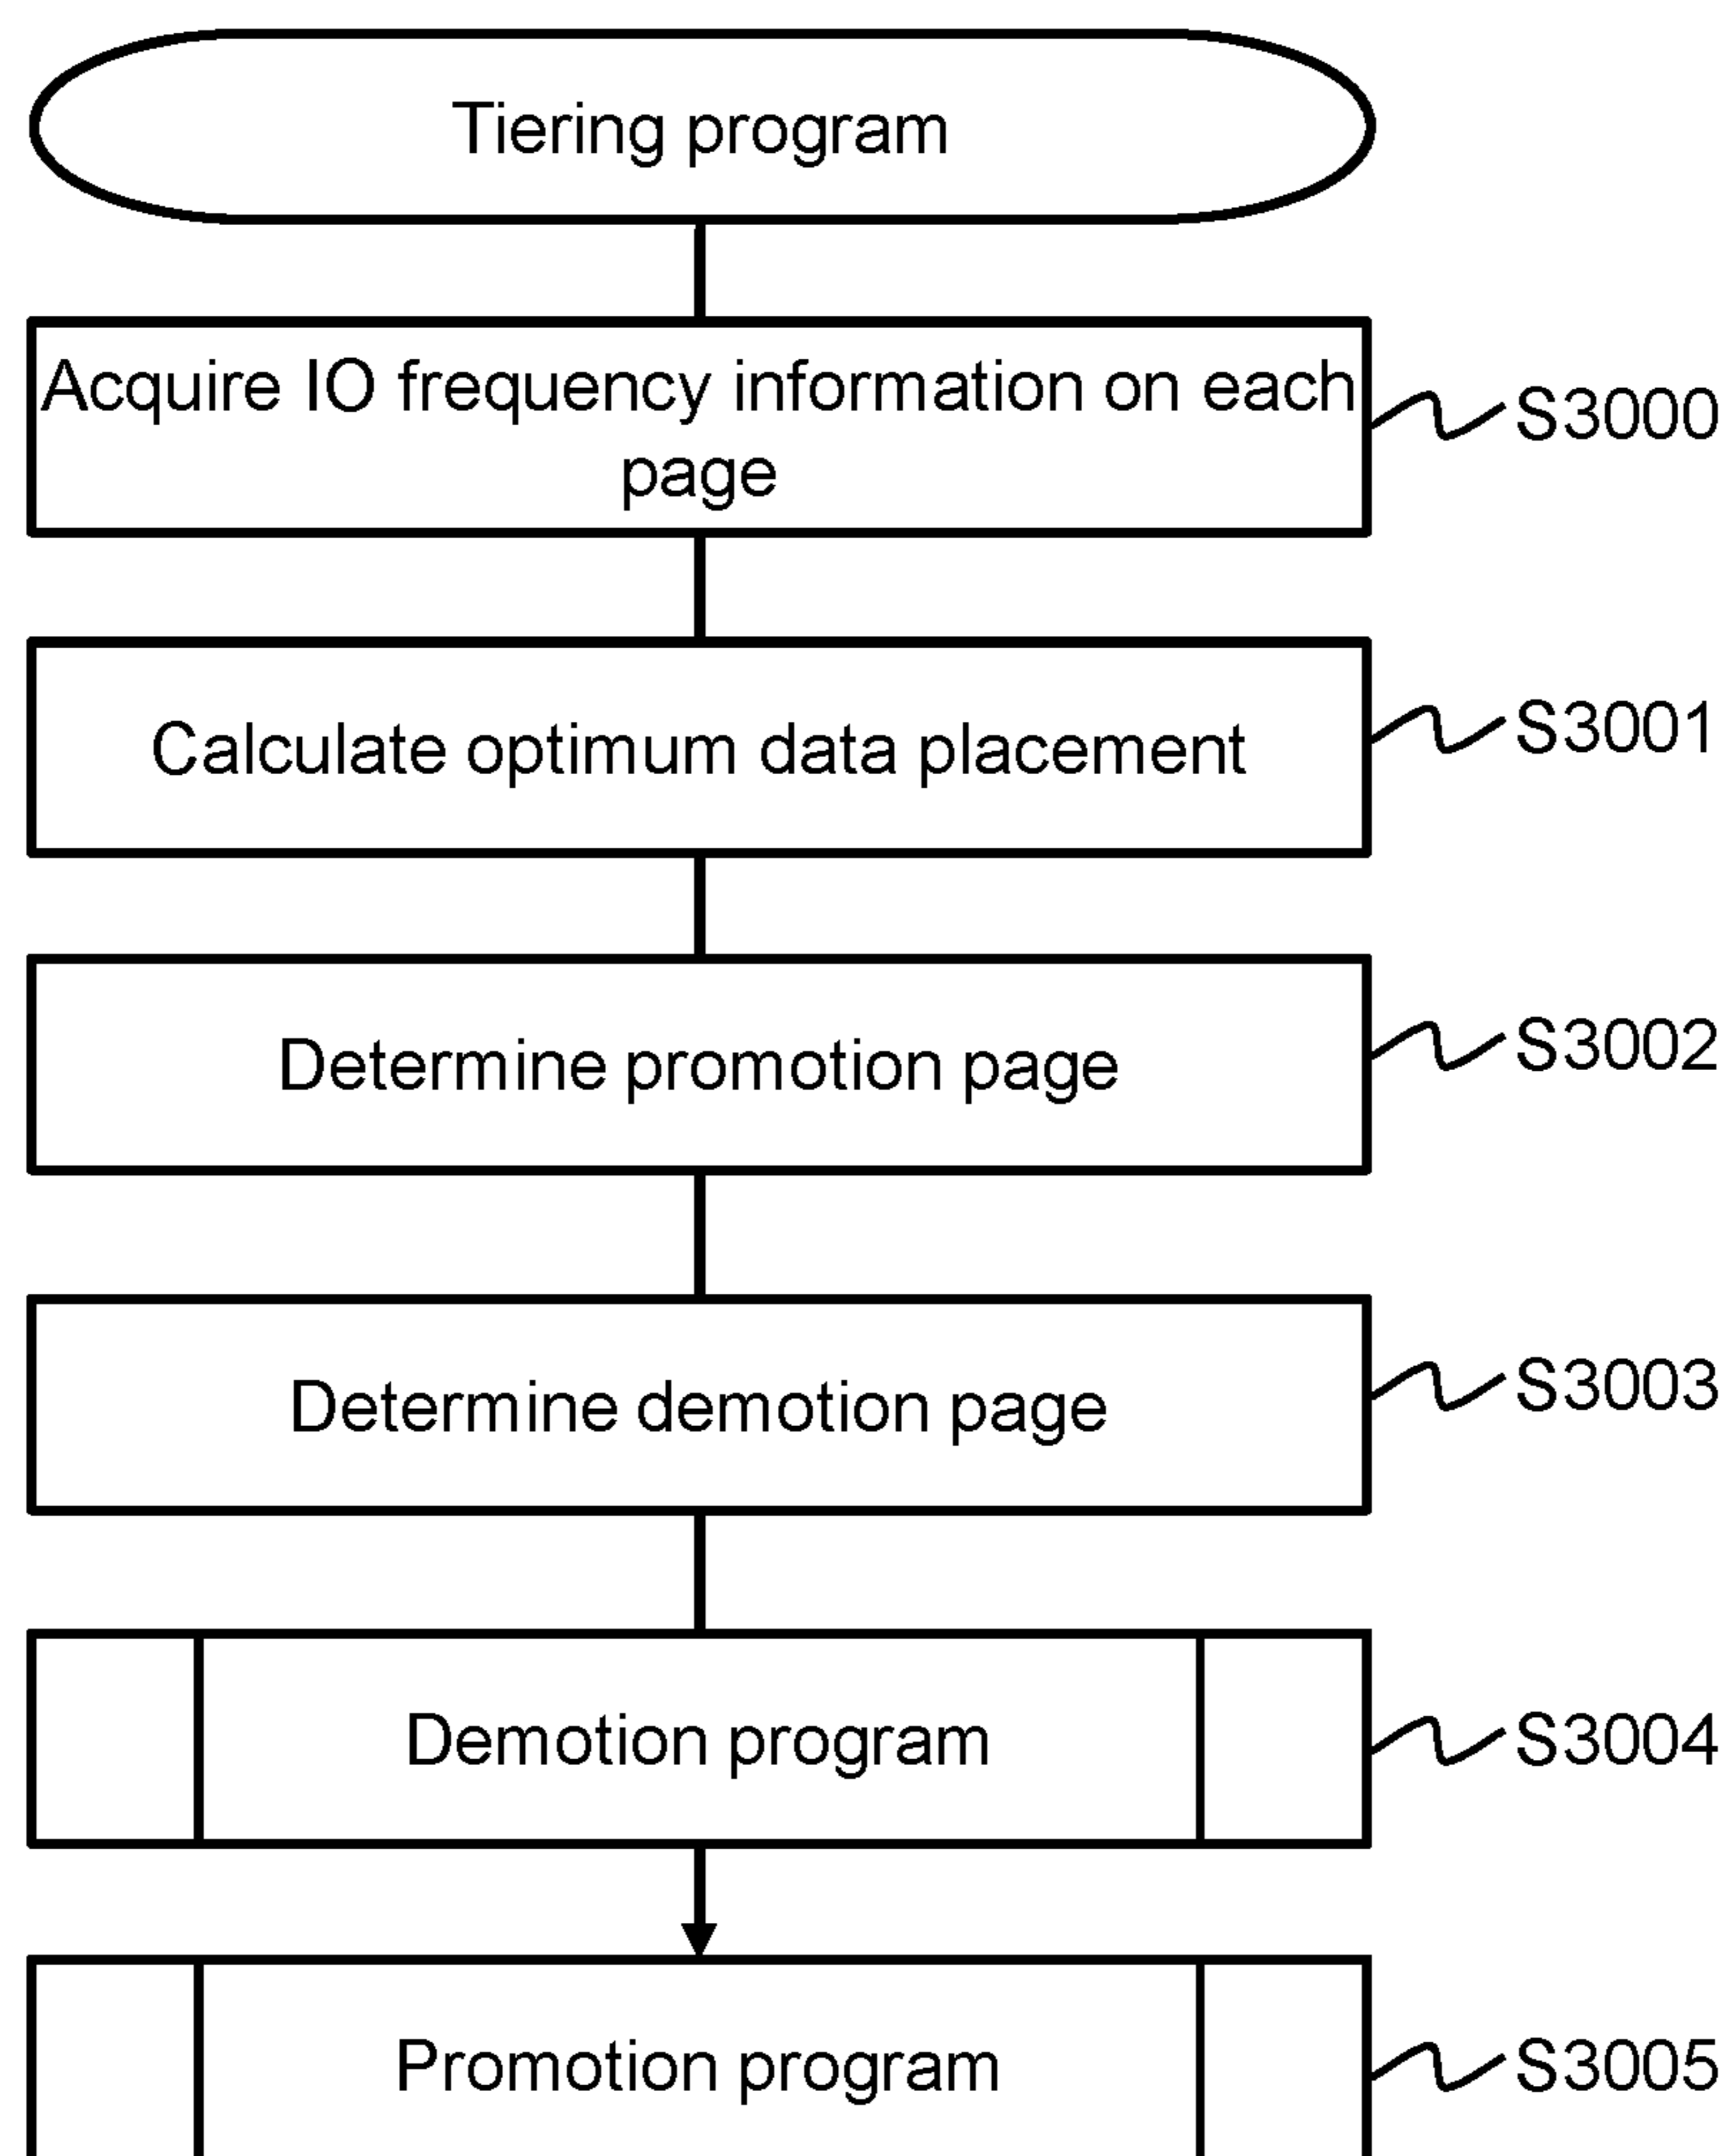 Tiering program
Acquire IO frequency information on each
page
S3000
Calculate optimum data placement
S3001
Determine promotion page
S3002
Determine demotion page
S3003
Demotion program
S3004
Promotion program
S3005